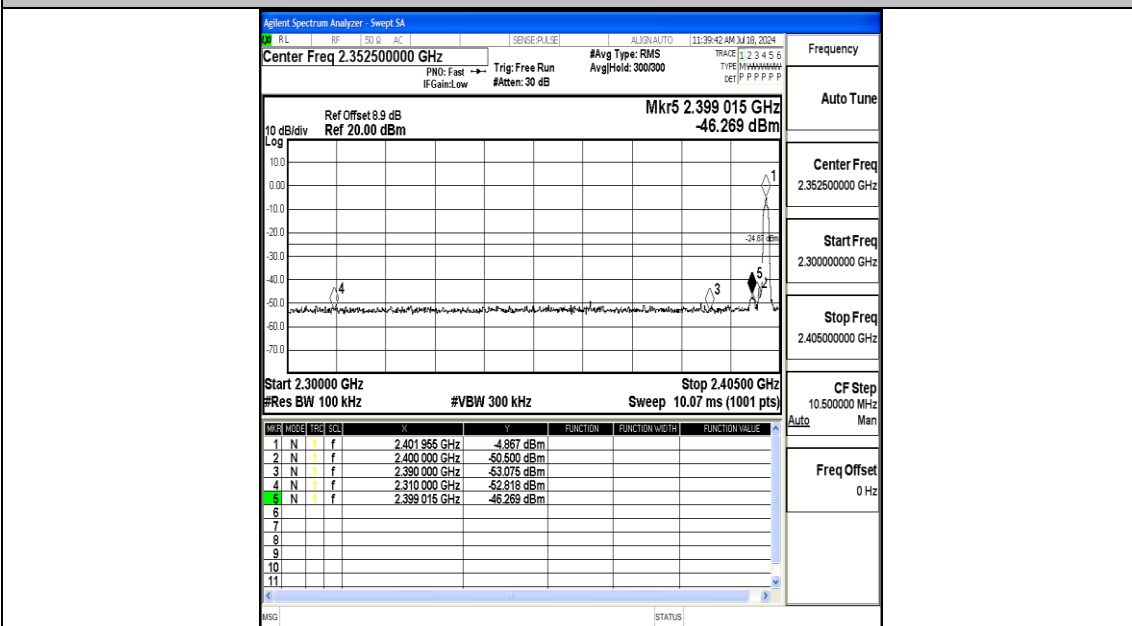 Agilent Spectrum Analyzer - Swept SA
RL RF 50 Ω AC SENSE:PULSE ALIGN AUTO 11:39:42 AM Jul 18, 2024
Center Freq 2.352500000 GHz
PNO: Fast
IFGain:Low
Trig: Free Run
#Atten: 30 dB
#Avg Type: RMS
Avg|Hold: 300/300
TRACE 1 2 3 4 5 6
TYPE
DET P P P P P P
Mkr5 2.399 015 GHz
-46.269 dBm
Ref Offset 8.9 dB
10 dB/div Ref 20.00 dBm
Log
10.0
0.00
-10.0
-20.0
-30.0
-40.0
-50.0
-60.0
-70.0
1
-24.87 dBm
5
2
3
4
Start 2.30000 GHz Stop 2.40500 GHz
#Res BW 100 kHz #VBW 300 kHz Sweep 10.07 ms (1001 pts)
MKR MODE TRC SCL X Y FUNCTION FUNCTION WIDTH FUNCTION VALUE
1 N 1 f 2.401 955 GHz -4.867 dBm
2 N 1 f 2.400 000 GHz -50.500 dBm
3 N 1 f 2.390 000 GHz -53.075 dBm
4 N 1 f 2.310 000 GHz -52.818 dBm
5 N 1 f 2.399 015 GHz -46.269 dBm
6
7
8
9
10
11
MSG STATUS
Frequency
Auto Tune
Center Freq
2.352500000 GHz
Start Freq
2.300000000 GHz
Stop Freq
2.405000000 GHz
CF Step
10.500000 MHz
Auto Man
Freq Offset
0 Hz